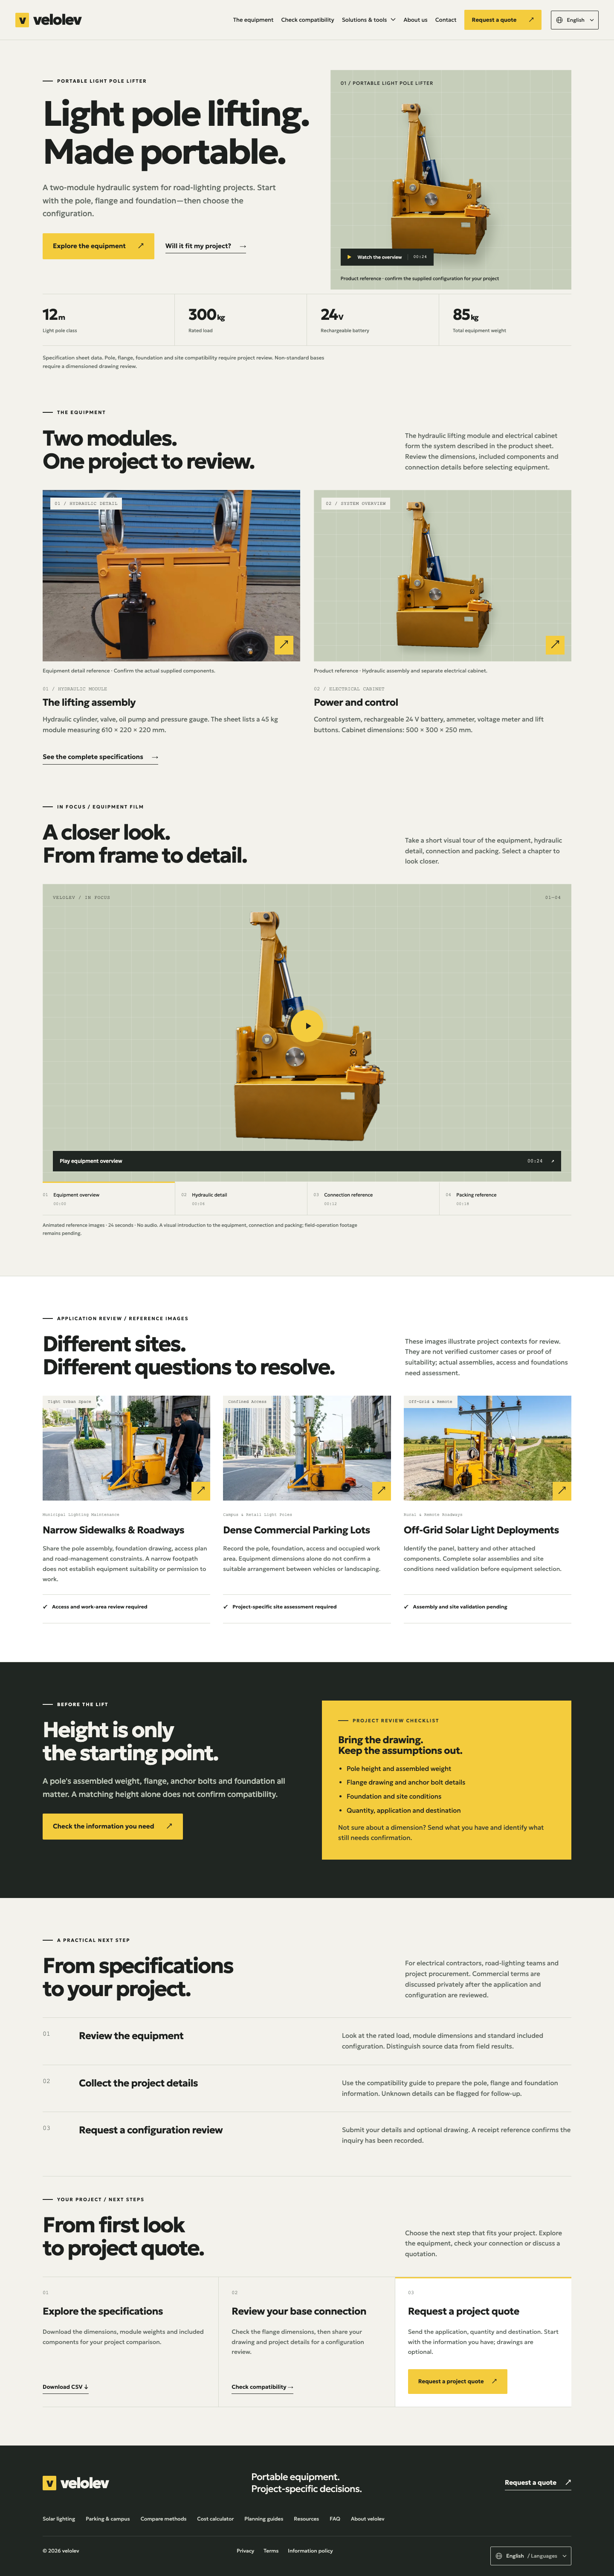 velolev
The equipment
Check compatibility
Solutions & tools
About us
Contact
Request a quote
English
PORTABLE LIGHT POLE LIFTER
Light pole lifting.
Made portable.
A two-module hydraulic system for road-lighting projects. Start
with the pole, flange and foundation—then choose the
configuration.
Explore the equipment
Will it fit my project?
01 / PORTABLE LIGHT POLE LIFTER
Watch the overview
00:24
Product reference · confirm the supplied configuration for your project
12m
Light pole class
300kg
Rated load
24V
Rechargeable battery
85kg
Total equipment weight
Specification sheet data. Pole, flange, foundation and site compatibility require project review. Non-standard bases
require a dimensioned drawing review.
THE EQUIPMENT
Two modules.
One project to review.
The hydraulic lifting module and electrical cabinet
form the system described in the product sheet.
Review the dimensions, included components and
connection details before selecting equipment.
01 / HYDRAULIC DETAIL
02 / SYSTEM OVERVIEW
Equipment detail reference · Confirm the actual supplied components.
Product reference · Hydraulic assembly and separate electrical cabinet.
01 / HYDRAULIC MODULE
The lifting assembly
Hydraulic cylinder, valve, oil pump and pressure gauge. The sheet lists a 45 kg
module measuring 610 × 220 × 220 mm.
See the complete specifications
02 / ELECTRICAL CABINET
Power and control
Control system, rechargeable 24 V battery, ammeter, voltage meter and lift
buttons. Cabinet dimensions: 500 × 300 × 250 mm.
IN FOCUS / EQUIPMENT FILM
A closer look.
From frame to detail.
Take a short visual tour of the equipment, hydraulic
detail, connection and packing. Select a chapter to
look closer.
VELOLEV / IN FOCUS
01—04
Play equipment overview
00:24
01 Equipment overview
00:00
02 Hydraulic detail
00:06
03 Connection reference
00:12
04 Packing reference
00:18
Animated reference images · 24 seconds · No audio. A visual introduction to the equipment, connection and packing; field-operation footage
remains pending.
APPLICATION REVIEW / REFERENCE IMAGES
Different sites.
Different questions to resolve.
These images illustrate project contexts for review.
They are not verified customer cases or proof of
suitability; actual assemblies, access and foundations
need assessment.
Tight Urban Space
Confined Access
Off-Grid & Remote
Municipal Lighting Maintenance
Narrow Sidewalks & Roadways
Share the pole assembly, foundation drawing, access plan
and road-management constraints. A narrow footpath
does not establish equipment suitability or permission to
work.
Access and work-area review required
Campus & Retail Light Poles
Dense Commercial Parking Lots
Record the pole, foundation, access and occupied work
area. Equipment dimensions alone do not confirm a
suitable arrangement between vehicles or landscaping.
Project-specific site assessment required
Solar & Remote Roadways
Off-Grid Solar Light Deployments
Identify the panel, battery and other attached
components. Complete solar assemblies and site
conditions need validation before equipment selection.
Assembly and site validation pending
BEFORE THE LIFT
Height is only
the starting point.
A pole's assembled weight, flange, anchor bolts and foundation all
matter. A matching height alone does not confirm compatibility.
Check the information you need
PROJECT REVIEW CHECKLIST
Bring the drawing.
Keep the assumptions out.
• Pole height and assembled weight
• Flange drawing and anchor bolt details
• Foundation and site conditions
• Quantity, application and destination
Not sure about a dimension? Send what you have and identify what
still needs confirmation.
A PRACTICAL NEXT STEP
From specifications
to your project.
For electrical contractors, road-lighting teams and
project procurement. Commercial terms are
discussed privately after the application and
configuration are reviewed.
01
Review the equipment
Look at the rated load, module dimensions and standard included
configuration. Distinguish source data from field results.
02
Collect the project details
Use the compatibility guide to prepare the pole, flange and foundation
information. Unknown details can be flagged for follow-up.
03
Request a configuration review
Submit your details and optional drawing. A receipt reference confirms the
inquiry has been recorded.
YOUR PROJECT / NEXT STEPS
From first look
to project quote.
Choose the next step that fits your project. Explore
the equipment, check your connection or discuss a
quotation.
01
Explore the specifications
Download the dimensions, module weights and included
components for your project comparison.
Download CSV ↓
02
Review your base connection
Check the flange dimensions, then share your
drawing and project details for a configuration
review.
Check compatibility →
03
Request a project quote
Send the application, quantity and destination. Start
with the information you have; drawings are
optional.
Request a project quote
velolev
Portable equipment.
Project-specific decisions.
Request a quote
Solar lighting
Parking & campus
Compare methods
Cost calculator
Planning guides
Resources
FAQ
About velolev
© 2026 velolev
Privacy
Terms
Information policy
English / Languages